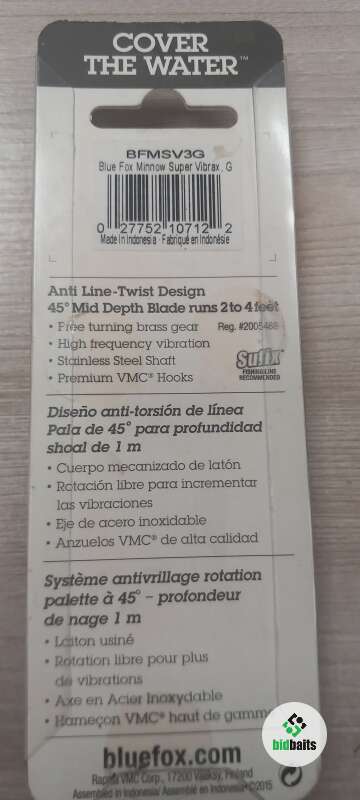 COVER
THE WATER™
BFMSV3G
Blue Fox Minnow Super Vibrax, G
0 27752 10712 2
Made in Indonesia · Fabriqué en Indonésie
Anti Line-Twist Design
45° Mid Depth Blade runs 2 to 4 feet
• Free turning brass gear Reg. #2005468
• High frequency vibration
• Stainless Steel Shaft
• Premium VMC® Hooks
Sufix
FISHING LINE
RECOMMENDED
Diseño anti-torsión de línea
Pala de 45° para profundidad
shoal de 1 m
• Cuerpo mecanizado de latón
• Rotación libre para incrementar
las vibraciones
• Eje de acero inoxidable
• Anzuelos VMC® de alta calidad
Système antivrillage rotation
palette à 45° – profondeur
de nage 1 m
• Laiton usiné
• Rotation libre pour plus
de vibrations
• Axe en Acier Inoxydable
• Hameçon VMC® haut de gamme
bidbaits
bluefox.com
Rapala VMC Corp., 17200 Vääksy, Finland
Assembled in Indonesia / Assemblé en Indonésie ©2015